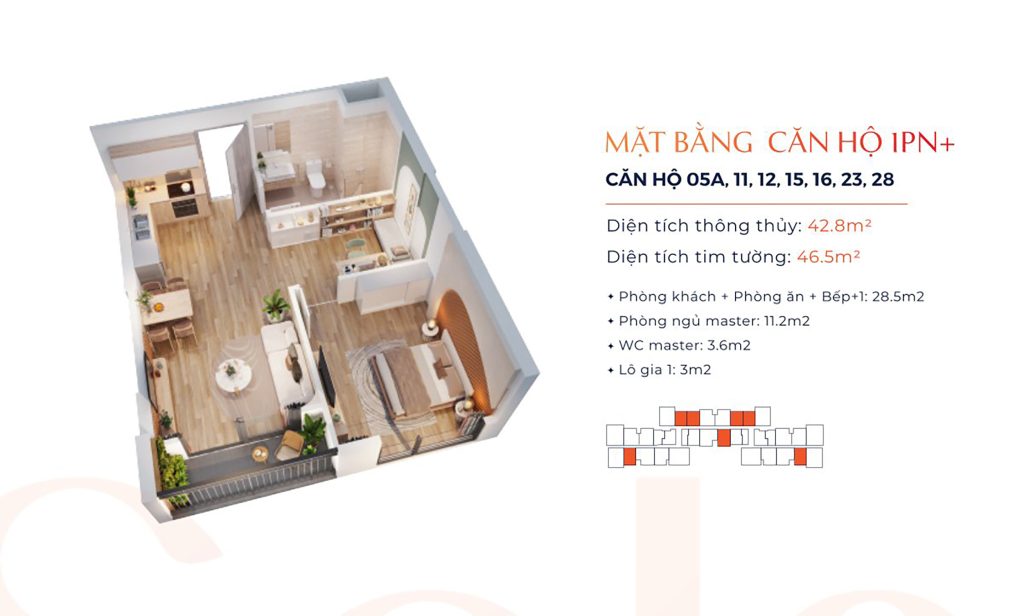 MẶT BẰNG CĂN HỘ 1PN+
CĂN HỘ 05A, 11, 12, 15, 16, 23, 28
Diện tích thông thủy: 42.8m²
Diện tích tim tường: 46.5m²
✦ Phòng khách + Phòng ăn + Bếp+1: 28.5m2
✦ Phòng ngủ master: 11.2m2
✦ WC master: 3.6m2
✦ Lô gia 1: 3m2